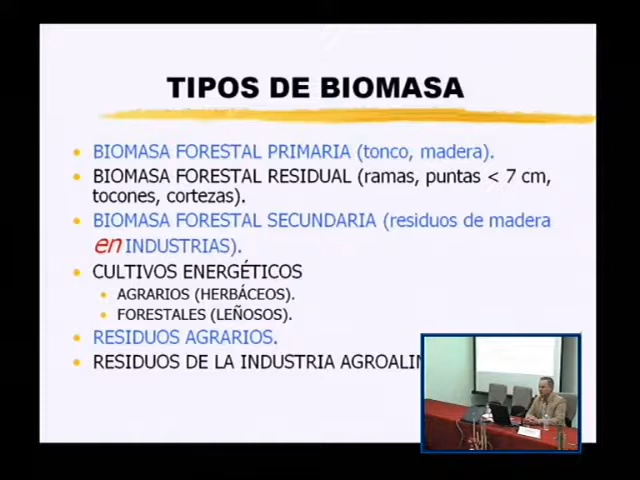 TIPOS DE BIOMASA
BIOMASA FORESTAL PRIMARIA (tonco, madera).
BIOMASA FORESTAL RESIDUAL (ramas, puntas < 7 cm,
tocones, cortezas).
BIOMASA FORESTAL SECUNDARIA (residuos de madera
en INDUSTRIAS).
CULTIVOS ENERGÉTICOS
AGRARIOS (HERBÁCEOS).
FORESTALES (LEÑOSOS).
RESIDUOS AGRARIOS.
RESIDUOS DE LA INDUSTRIA AGROALI